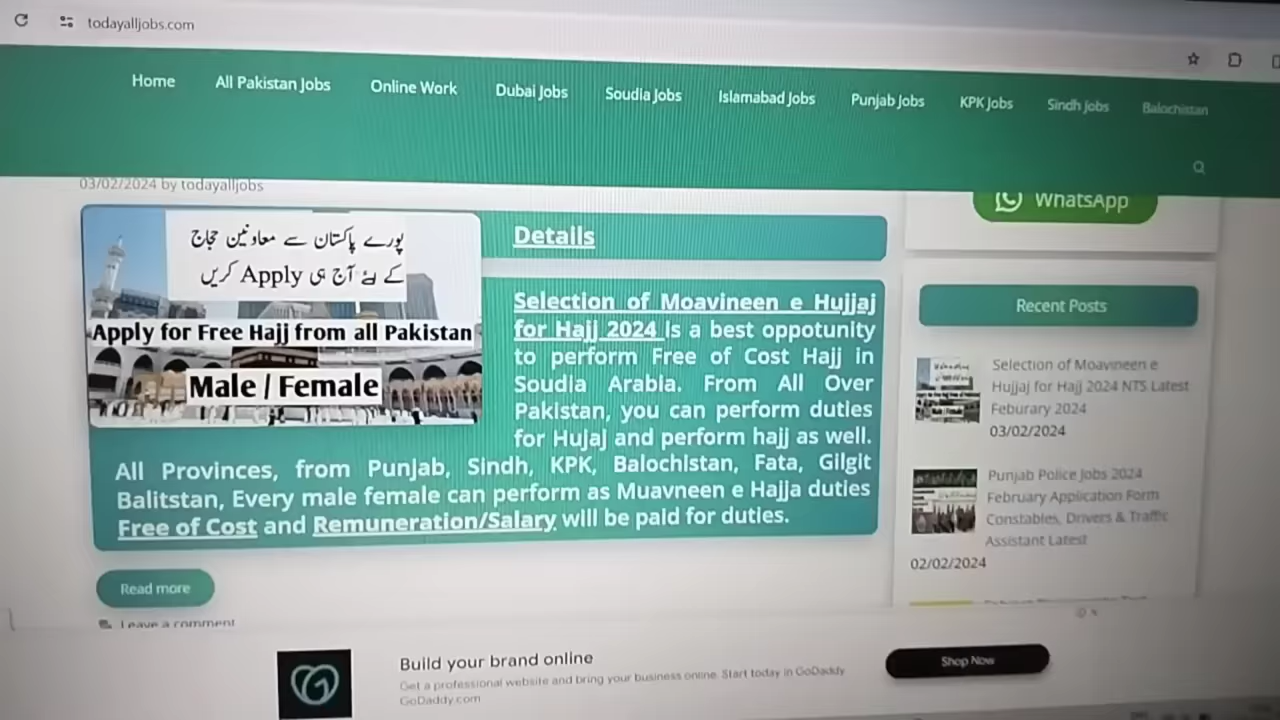 todayalljobs.com
Home All Pakistan Jobs Online Work Dubai Jobs Soudia Jobs Islamabad Jobs Punjab Jobs KPK Jobs Sindh Jobs Balochistan
03/02/2024 by todayalljobs
پورے پاکستان سے معاونین حجاج
کے لئے آج ہی Apply کریں
Apply for Free Hajj from all Pakistan
Male / Female
Details
Selection of Moavineen e Hujjaj
for Hajj 2024 is a best oppotunity
to perform Free of Cost Hajj in
Soudia Arabia. From All Over
Pakistan, you can perform duties
for Hujaj and perform hajj as well.
All Provinces, from Punjab, Sindh, KPK, Balochistan, Fata, Gilgit
Balitstan, Every male female can perform as Muavneen e Hajja duties
Free of Cost and Remuneration/Salary will be paid for duties.
Read more
Leave a comment
WhatsApp
Recent Posts
Selection of Moavineen e
Hujjaj for Hajj 2024 NTS Latest
Feburary 2024
03/02/2024
Punjab Police Jobs 2024
February Application Form
Constables, Drivers & Traffic
Assistant Latest
02/02/2024
Build your brand online
Get a professional website and bring your business online. Start today in GoDaddy
GoDaddy.com
Shop Now